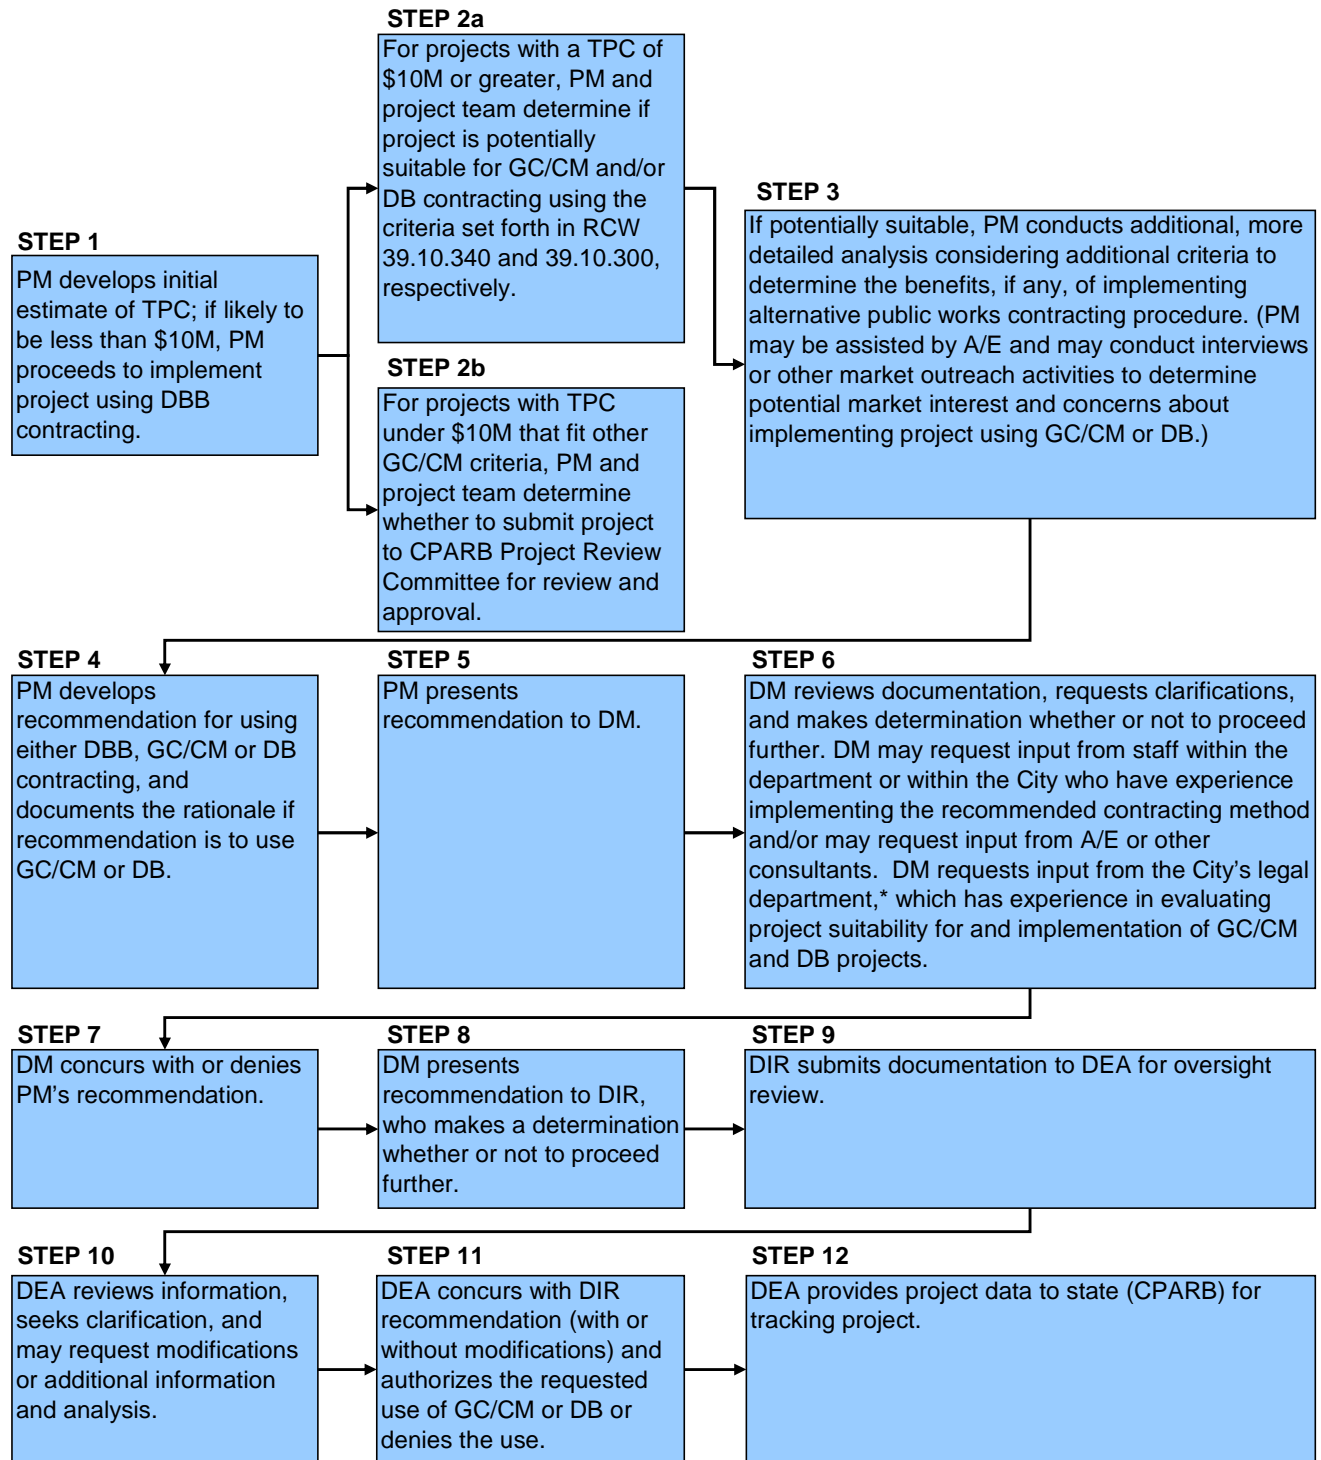 STEP 1
PM develops initial
estimate of TPC; if likely to
be less than $10M, PM
proceeds to implement
project using DBB
contracting.
STEP 2a
For projects with a TPC of
$10M or greater, PM and
project team determine if
project is potentially
suitable for GC/CM and/or
DB contracting using the
criteria set forth in RCW
39.10.340 and 39.10.300,
respectively.
STEP 2b
For projects with TPC
under $10M that fit other
GC/CM criteria, PM and
project team determine
whether to submit project
to CPARB Project Review
Committee for review and
approval.
STEP 3
If potentially suitable, PM conducts additional, more
detailed analysis considering additional criteria to
determine the benefits, if any, of implementing
alternative public works contracting procedure. (PM
may be assisted by A/E and may conduct interviews
or other market outreach activities to determine
potential market interest and concerns about
implementing project using GC/CM or DB.)
STEP 4
PM develops
recommendation for using
either DBB, GC/CM or DB
contracting, and
documents the rationale if
recommendation is to use
GC/CM or DB.
STEP 5
PM presents
recommendation to DM.
STEP 6
DM reviews documentation, requests clarifications,
and makes determination whether or not to proceed
further. DM may request input from staff within the
department or within the City who have experience
implementing the recommended contracting method
and/or may request input from A/E or other
consultants.  DM requests input from the City’s legal
department,* which has experience in evaluating
project suitability for and implementation of GC/CM
and DB projects.
STEP 7
DM concurs with or denies
PM’s recommendation.
STEP 8
DM presents
recommendation to DIR,
who makes a determination
whether or not to proceed
further.
STEP 9
DIR submits documentation to DEA for oversight
review.
STEP 10
DEA reviews information,
seeks clarification, and
may request modifications
or additional information
and analysis.
STEP 11
DEA concurs with DIR
recommendation (with or
without modifications) and
authorizes the requested
use of GC/CM or DB or
denies the use.
STEP 12
DEA provides project data to state (CPARB) for
tracking project.